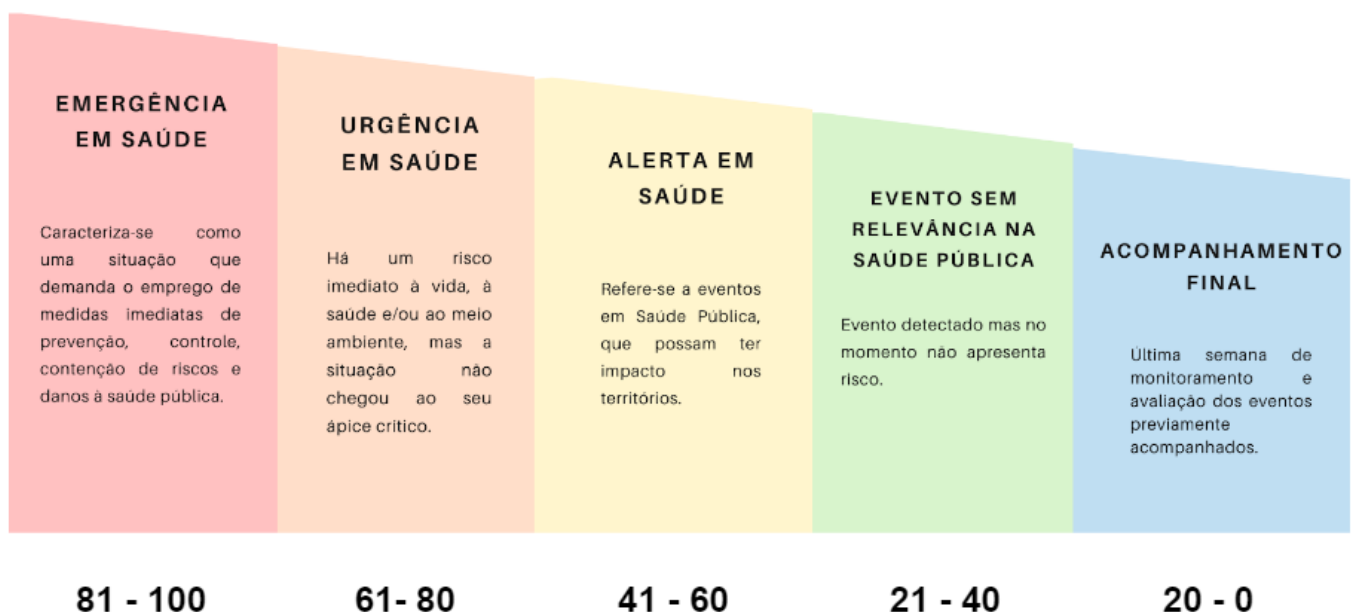 EMERGÊNCIA
EM SAÚDE
Caracteriza-se como
uma situação que
demanda o emprego de
medidas imediatas de
prevenção, controle,
contenção de riscos e
danos à saúde pública.
URGÊNCIA
EM SAÚDE
Há um risco
imediato à vida, à
saúde e/ou ao meio
ambiente, mas a
situação não
chegou ao seu
ápice crítico.
ALERTA EM
SAÚDE
Refere-se a eventos
em Saúde Pública,
que possam ter
impacto nos
territórios.
EVENTO SEM
RELEVÂNCIA NA
SAÚDE PÚBLICA
Evento detectado mas no
momento não apresenta
risco.
ACOMPANHAMENTO
FINAL
Última semana de
monitoramento e
avaliação dos eventos
previamente
acompanhados.
81 - 100
61- 80
41 - 60
21 - 40
20 - 0